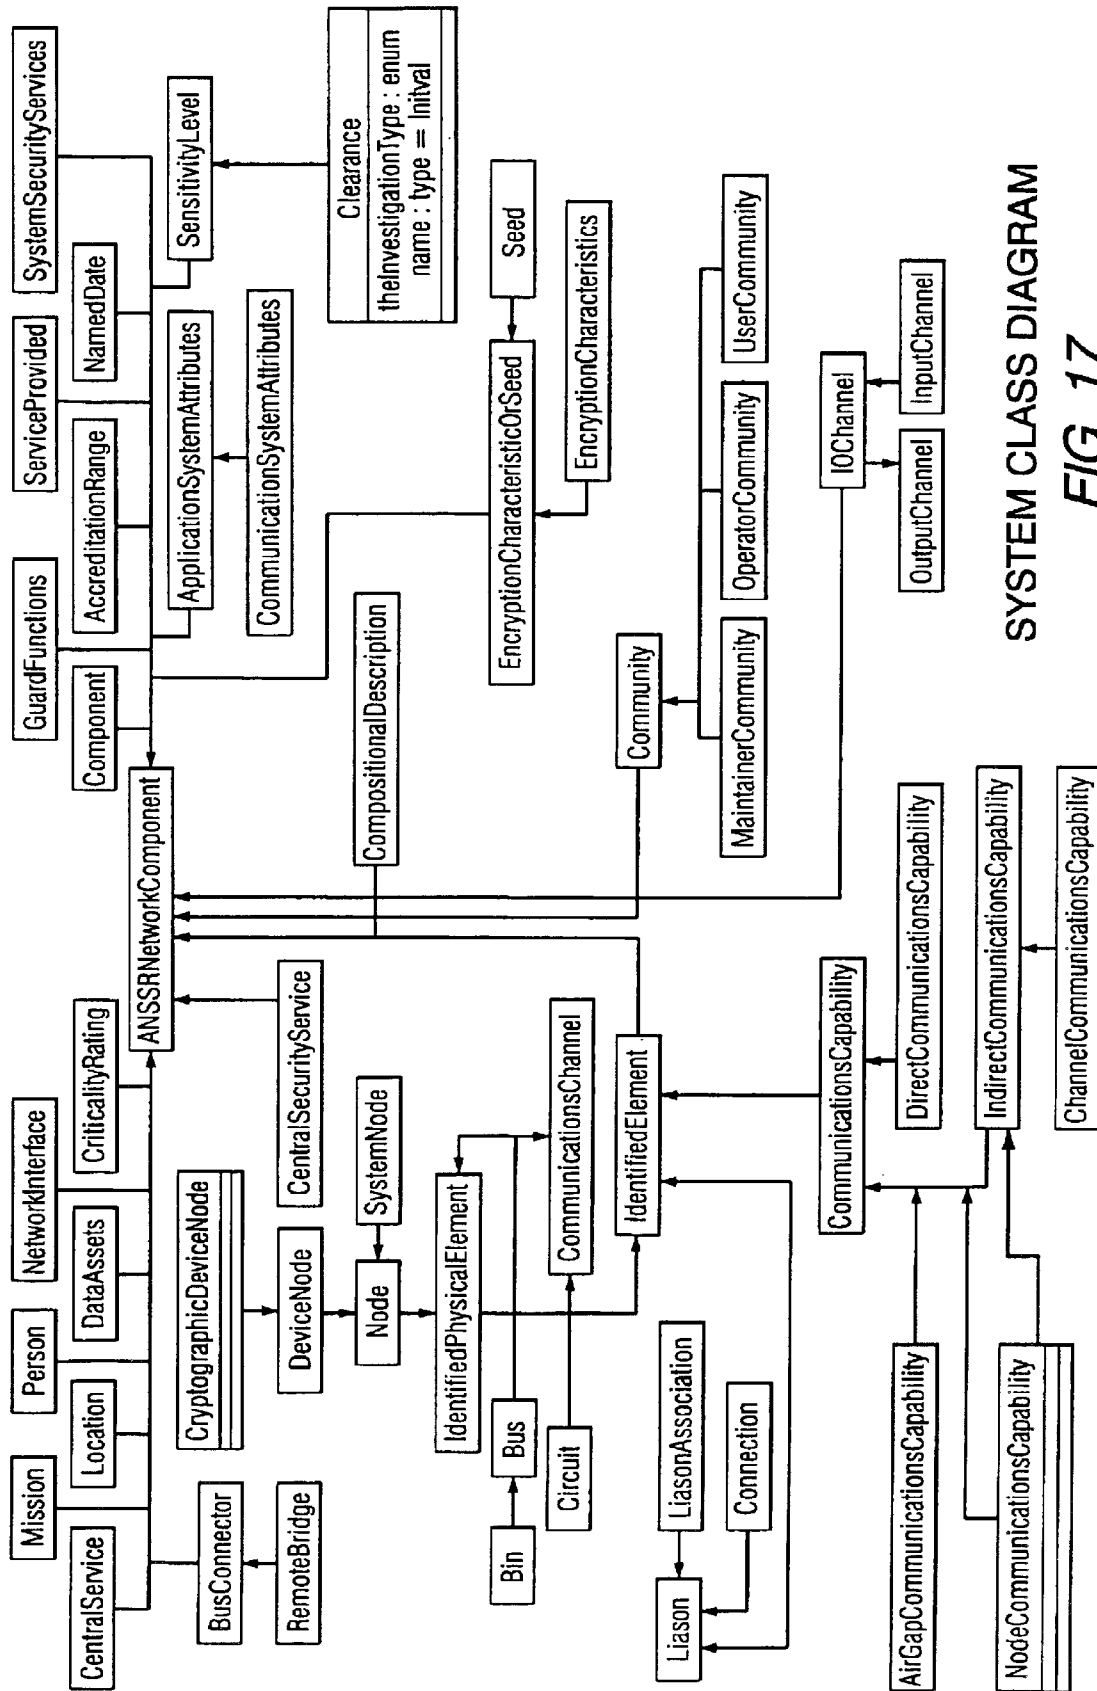 Mission
Person
NetworkInterface
GuardFunctions
ServiceProvided
SystemSecurityServices
CentralService
Location
DataAssets
CriticalityRating
Component
AccreditationRange
NamedDate
ANSSRNetworkComponent
BusConnector
CryptographicDeviceNode
ApplicationSystemAttributes
SensitivityLevel
RemoteBridge
DeviceNode
CentralSecurityService
CommunicationSystemAttributes
Clearance
theInvestigationType : enum
name : type = Initval
Node
SystemNode
CompositionalDescription
IdentifiedPhysicalElement
Bin
Bus
Circuit
CommunicationsChannel
EncryptionCharacteristicOrSeed
Seed
EncryptionCharacteristics
IdentifiedElement
Community
Liason
LiasonAssociation
Connection
MaintainerCommunity
OperatorCommunity
UserCommunity
CommunicationsCapability
IOChannel
AirGapCommunicationsCapability
DirectCommunicationsCapability
OutputChannel
InputChannel
IndirectCommunicationsCapability
NodeCommunicationsCapability
ChannelCommunicationsCapability
SYSTEM CLASS DIAGRAM
FIG. 17